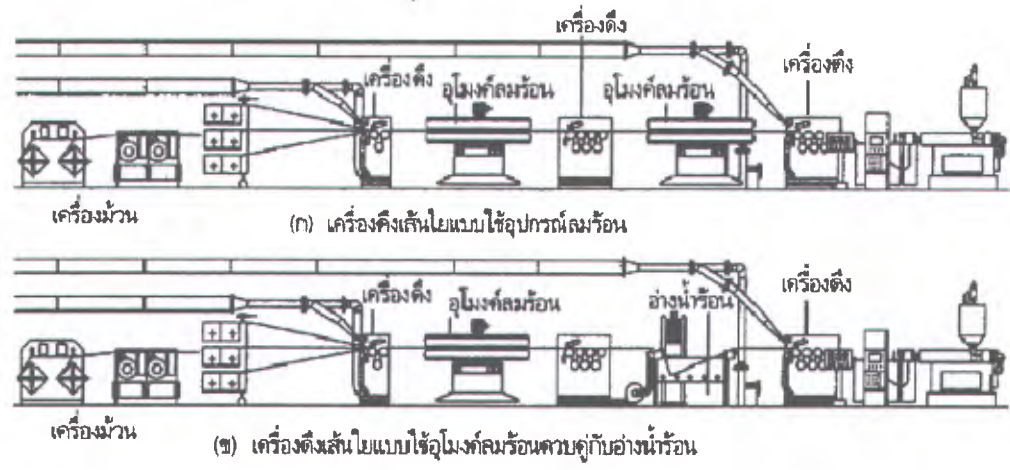 เครื่องดึง
เครื่องดึง
เครื่องดึง
อุโมงค์ลมร้อน
อุโมงค์ลมร้อน
เครื่องม้วน
(ก) เครื่องดึงเส้นใยแบบใช้อุปกรณ์ลมร้อน
เครื่องดึง
เครื่องดึง
อุโมงค์ลมร้อน
อ่างน้ำร้อน
เครื่องม้วน
(ข) เครื่องดึงเส้นใยแบบใช้อุโมงค์ลมร้อนควบคู่กับอ่างน้ำร้อน